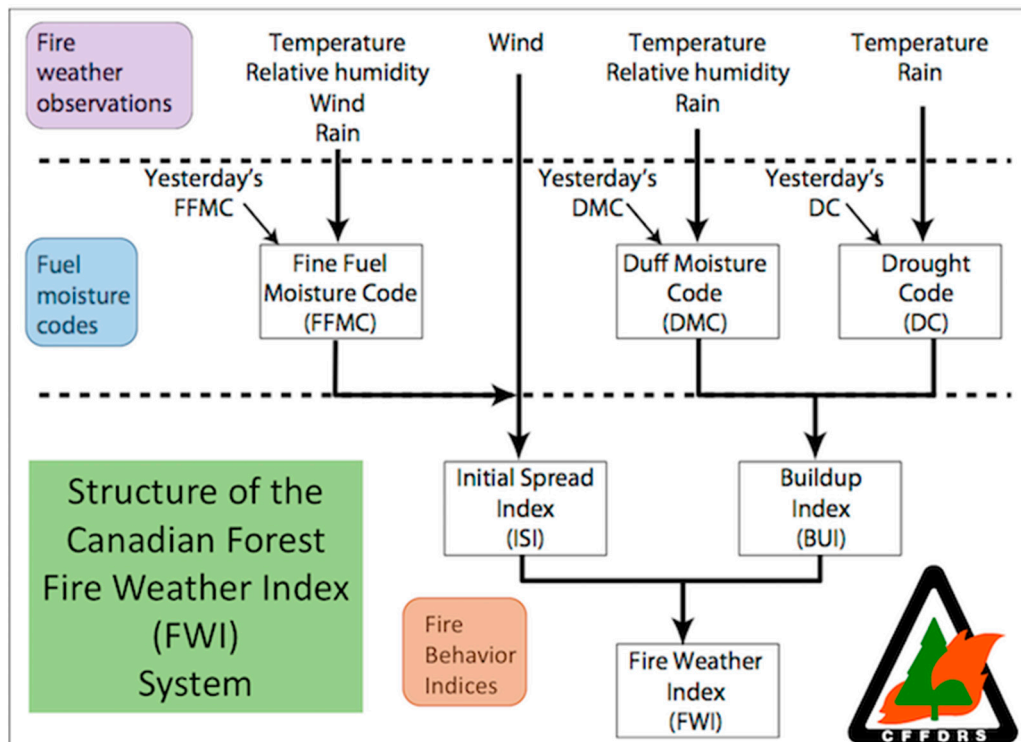 Fire
weather
observations
Temperature
Relative humidity
Wind
Rain
Wind
Temperature
Relative humidity
Rain
Temperature
Rain
Yesterday's
FFMC
Yesterday's
DMC
Yesterday's
DC
Fuel
moisture
codes
Fine Fuel
Moisture Code
(FFMC)
Duff Moisture
Code
(DMC)
Drought
Code
(DC)
Structure of the
Canadian Forest
Fire Weather Index
(FWI)
System
Initial Spread
Index
(ISI)
Buildup
Index
(BUI)
Fire
Behavior
Indices
Fire Weather
Index
(FWI)
CFFDRS